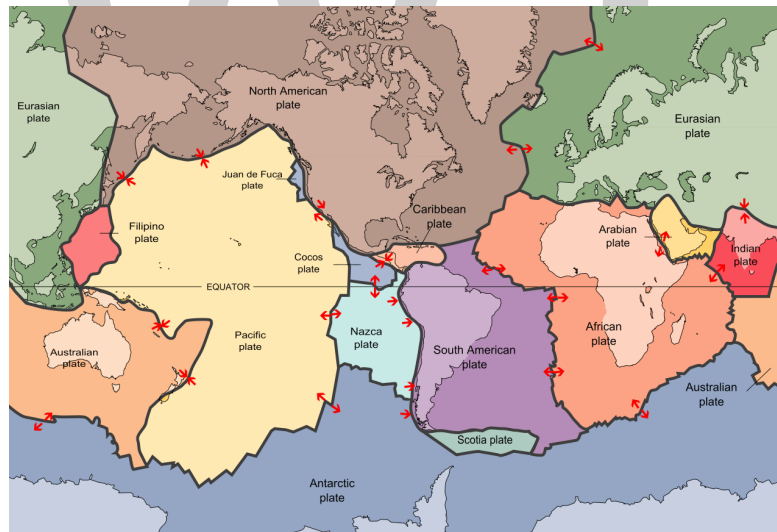 North American
plate
Eurasian
plate
Eurasian
plate
Juan de Fuca
plate
Caribbean
plate
Filipino
plate
Arabian
plate
Indian
plate
Cocos
plate
EQUATOR
Nazca
plate
Pacific
plate
Australian
plate
South American
plate
African
plate
Australian
plate
Scotia plate
Antarctic
plate